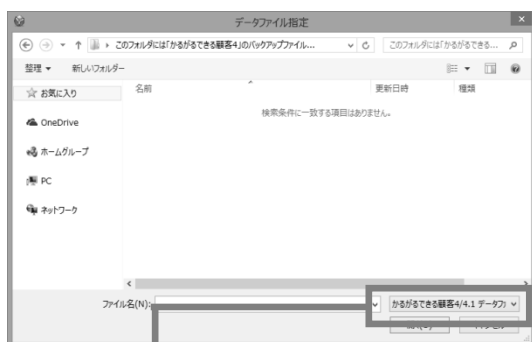 データファイル指定
このフォルダには「かるがるできる顧客4」のバックアップファイル...
このフォルダには「かるがるできる...
整理
新しいフォルダー
お気に入り
名前
更新日時
種類
検索条件に一致する項目はありません。
OneDrive
ホームグループ
PC
ネットワーク
ファイル名(N):
かるがるできる顧客4/4.1 データファ